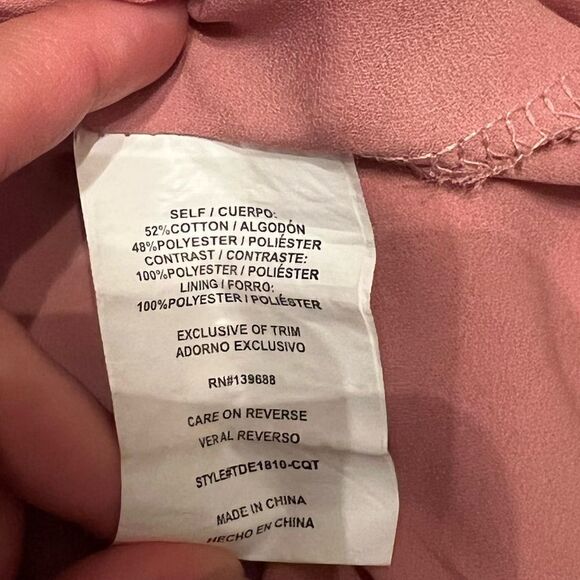 SELF / CUERPO:
52%COTTON / ALGODÓN
48%POLYESTER / POLIÉSTER
CONTRAST / CONTRASTE:
100%POLYESTER / POLIÉSTER
LINING / FORRO:
100%POLYESTER / POLIÉSTER
EXCLUSIVE OF TRIM
ADORNO EXCLUSIVO
RN#139688
CARE ON REVERSE
VERAL REVERSO
STYLE#TDE1810-CQT
MADE IN CHINA
HECHO EN CHINA